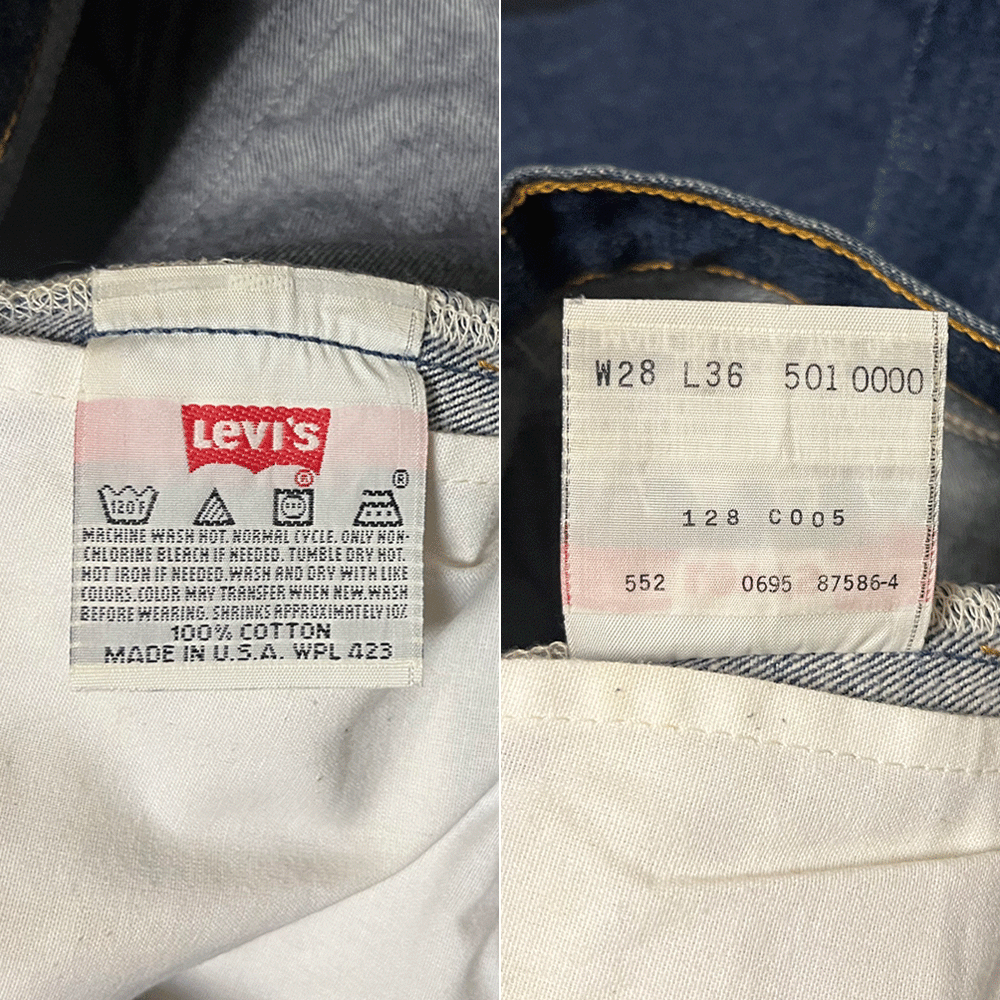 Levi's
®
®
120°F
MACHINE WASH HOT. NORMAL CYCLE. ONLY NON-
CHLORINE BLEACH IF NEEDED. TUMBLE DRY HOT.
HOT IRON IF NEEDED. WASH AND DRY WITH LIKE
COLORS. COLOR MAY TRANSFER WHEN NEW. WASH
BEFORE WEARING. SHRINKS APPROXIMATELY 10%
100% COTTON
MADE IN U.S.A. WPL 423
W28 L36 501 0000
128 C005
552 0695 87586-4